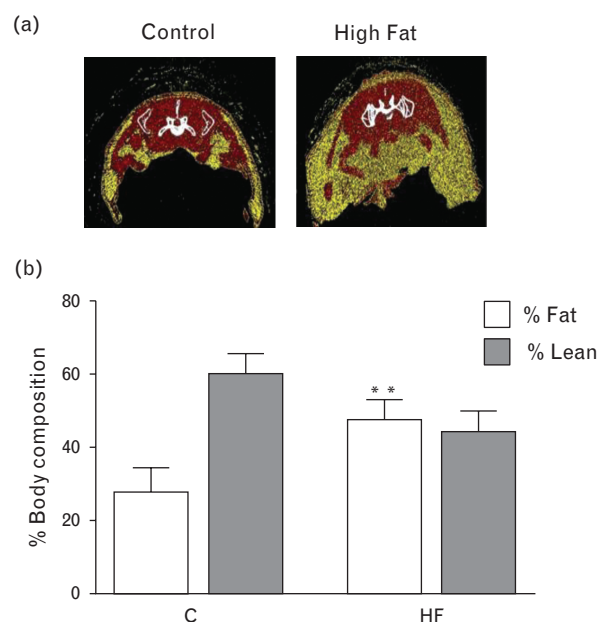 (a)
Control High Fat
(b)
80
60
40
20
0
% Body composition
% Fat
% Lean
* *
C HF